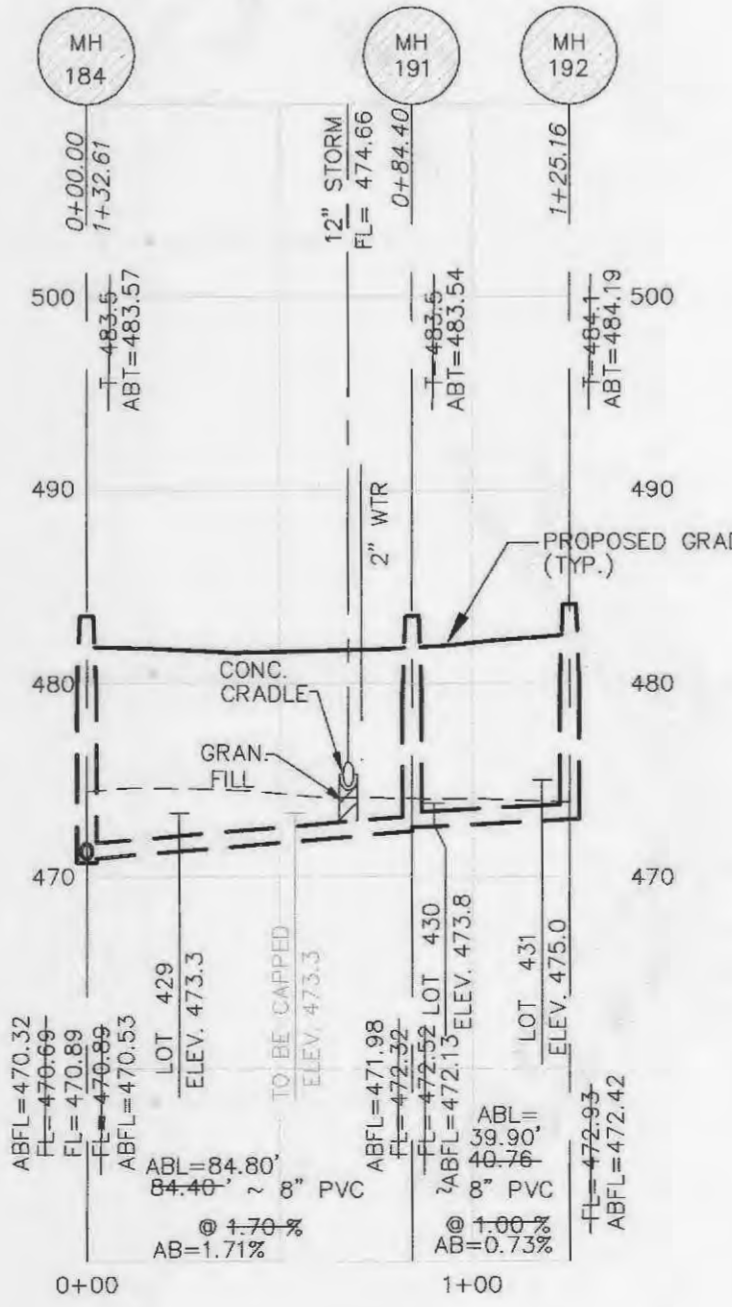 MH
184
MH
191
MH
192
0+00.00
1+32.61
12" STORM
FL= 474.66
0+84.40
1+25.16
500
T=483.5
ABT=483.57
T=483.5
ABT=483.54
T=484.1
ABT=484.19
500
490
2" WTR
490
PROPOSED GRAD
(TYP.)
480
CONC.
CRADLE
480
GRAN.
FILL
470
470
LOT 429
ELEV. 473.3
TO BE CAPPED
ELEV. 473.3
LOT 430
ELEV. 473.8
LOT 431
ELEV. 475.0
ABFL=470.32
FL=470.69
FL= 470.89
FL=470.89
ABFL=470.53
ABFL=471.98
FL=472.32
FL=472.52
ABFL=472.13
FL=472.93
ABFL=472.42
ABL=84.80'
84.40' ~ 8" PVC
@ 1.70 %
AB=1.71%
ABL=
39.90'
40.76
~ 8" PVC
@ 1.00 %
AB=0.73%
0+00
1+00